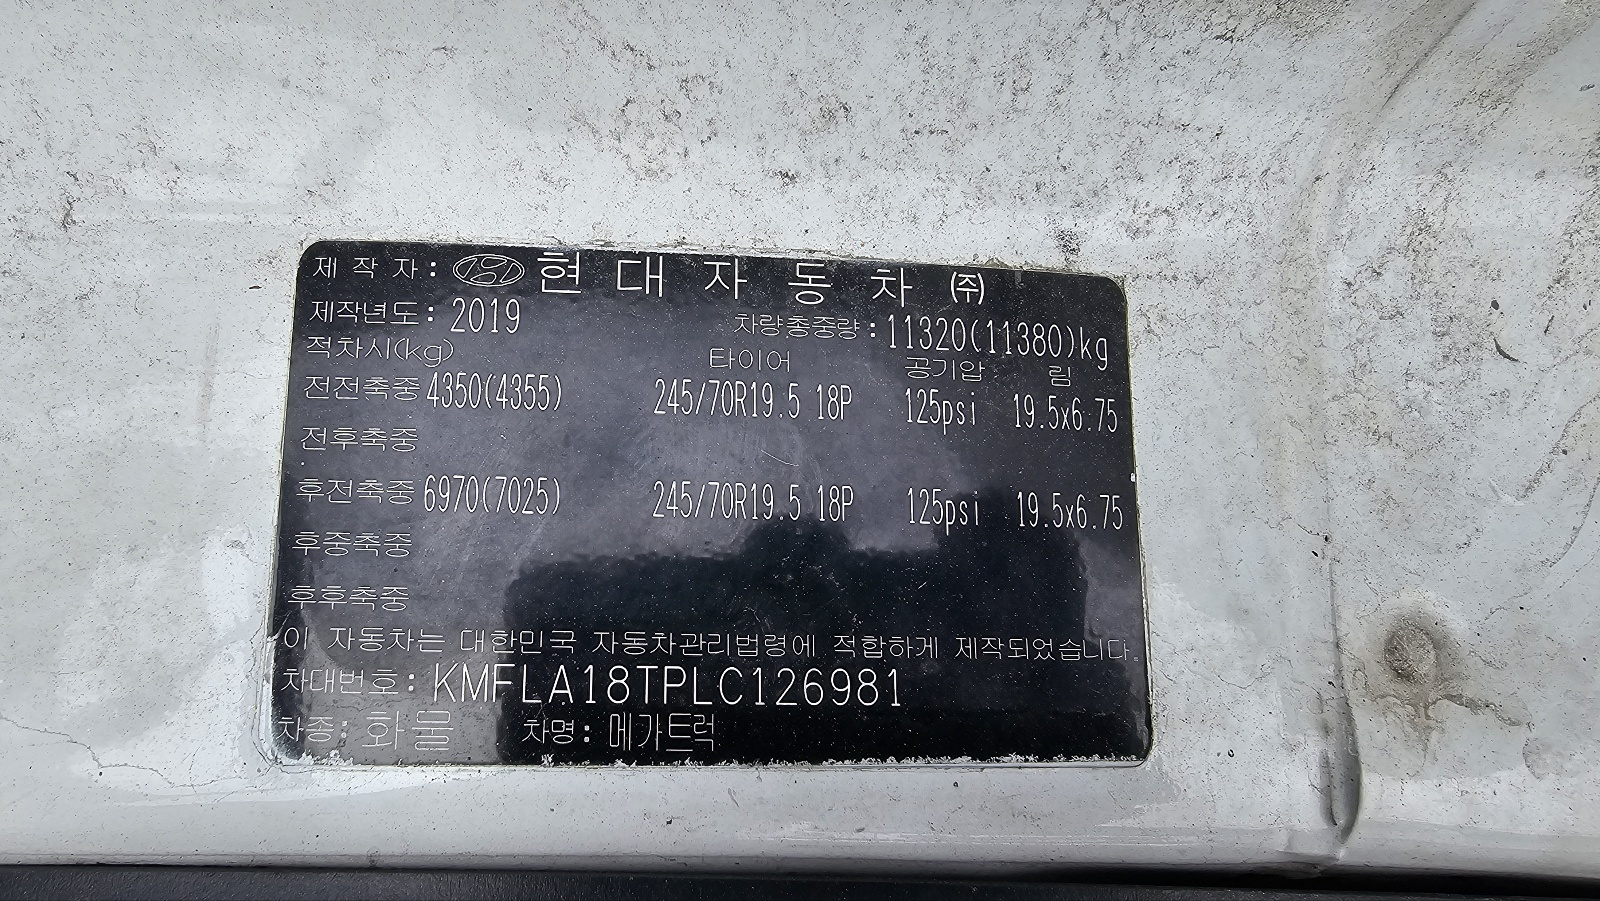 제작자: 현대자동차 ㈜
제작년도: 2019 차량총중량: 11320(11380)kg
적차시(kg) 타이어 공기압 림
전전축중 4350(4355) 245/70R19.5 18P 125psi 19.5x6.75
전후축중
후전축중 6970(7025) 245/70R19.5 18P 125psi 19.5x6.75
후중축중
후후축중
이 자동차는 대한민국 자동차관리법령에 적합하게 제작되었습니다.
차대번호: KMFLA18TPLC126981
차종: 화물 차명: 메가트럭